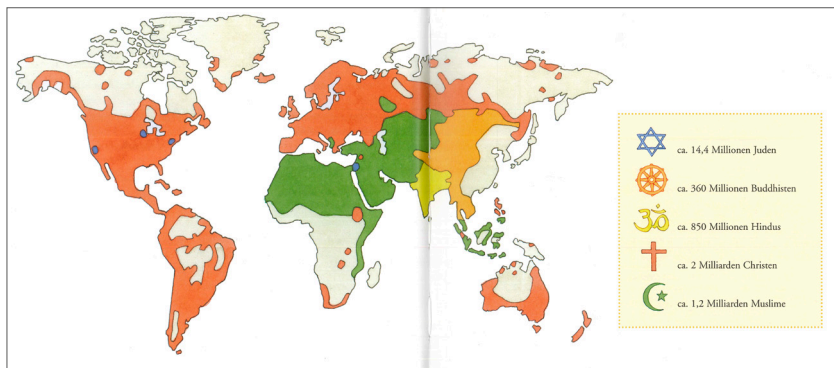 ca. 14,4 Millionen Juden
ca. 360 Millionen Buddhisten
ca. 850 Millionen Hindus
ca. 2 Milliarden Christen
ca. 1,2 Milliarden Muslime